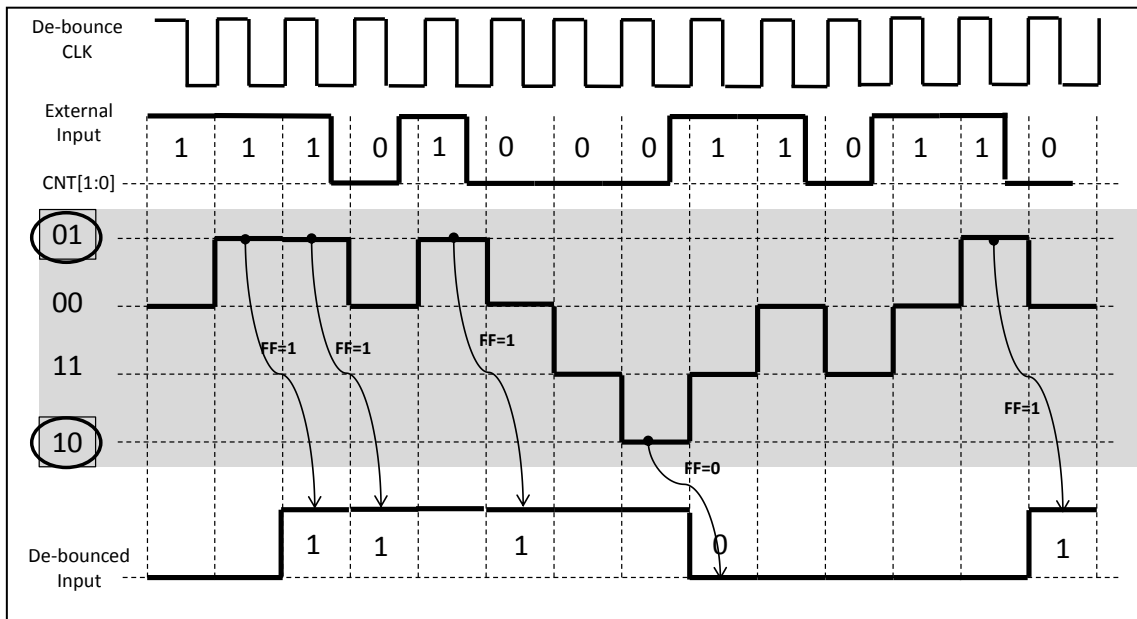 De-bounce
CLK
External
Input
1 1 1 0 1 0 0 0 1 1 0 1 1 0
CNT[1:0]
01
00
FF=1 FF=1 FF=1
11
FF=1
10
FF=0
De-bounced
Input
1 1 1 0 1